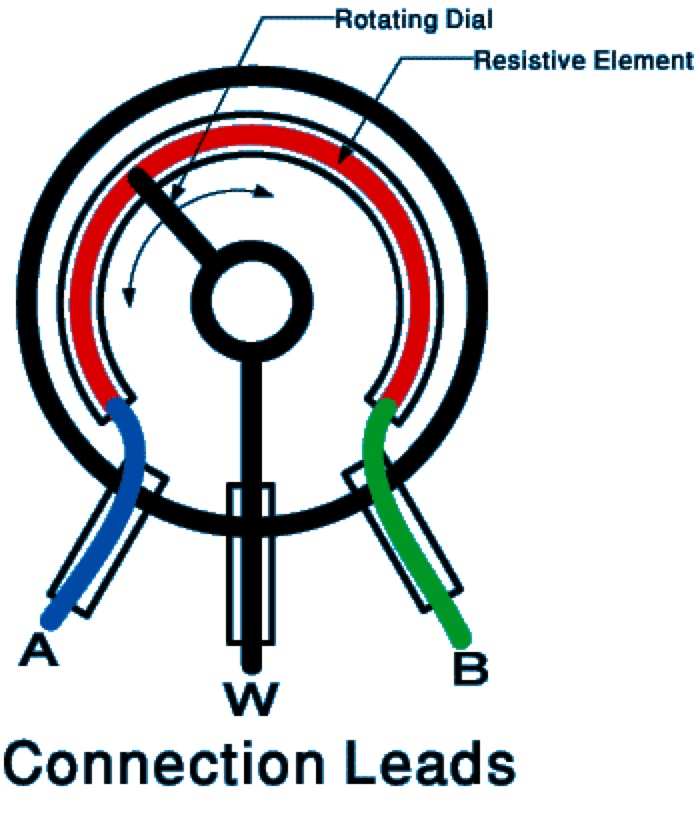 Rotating Dial
Resistive Element
A
B
W
Connection Leads